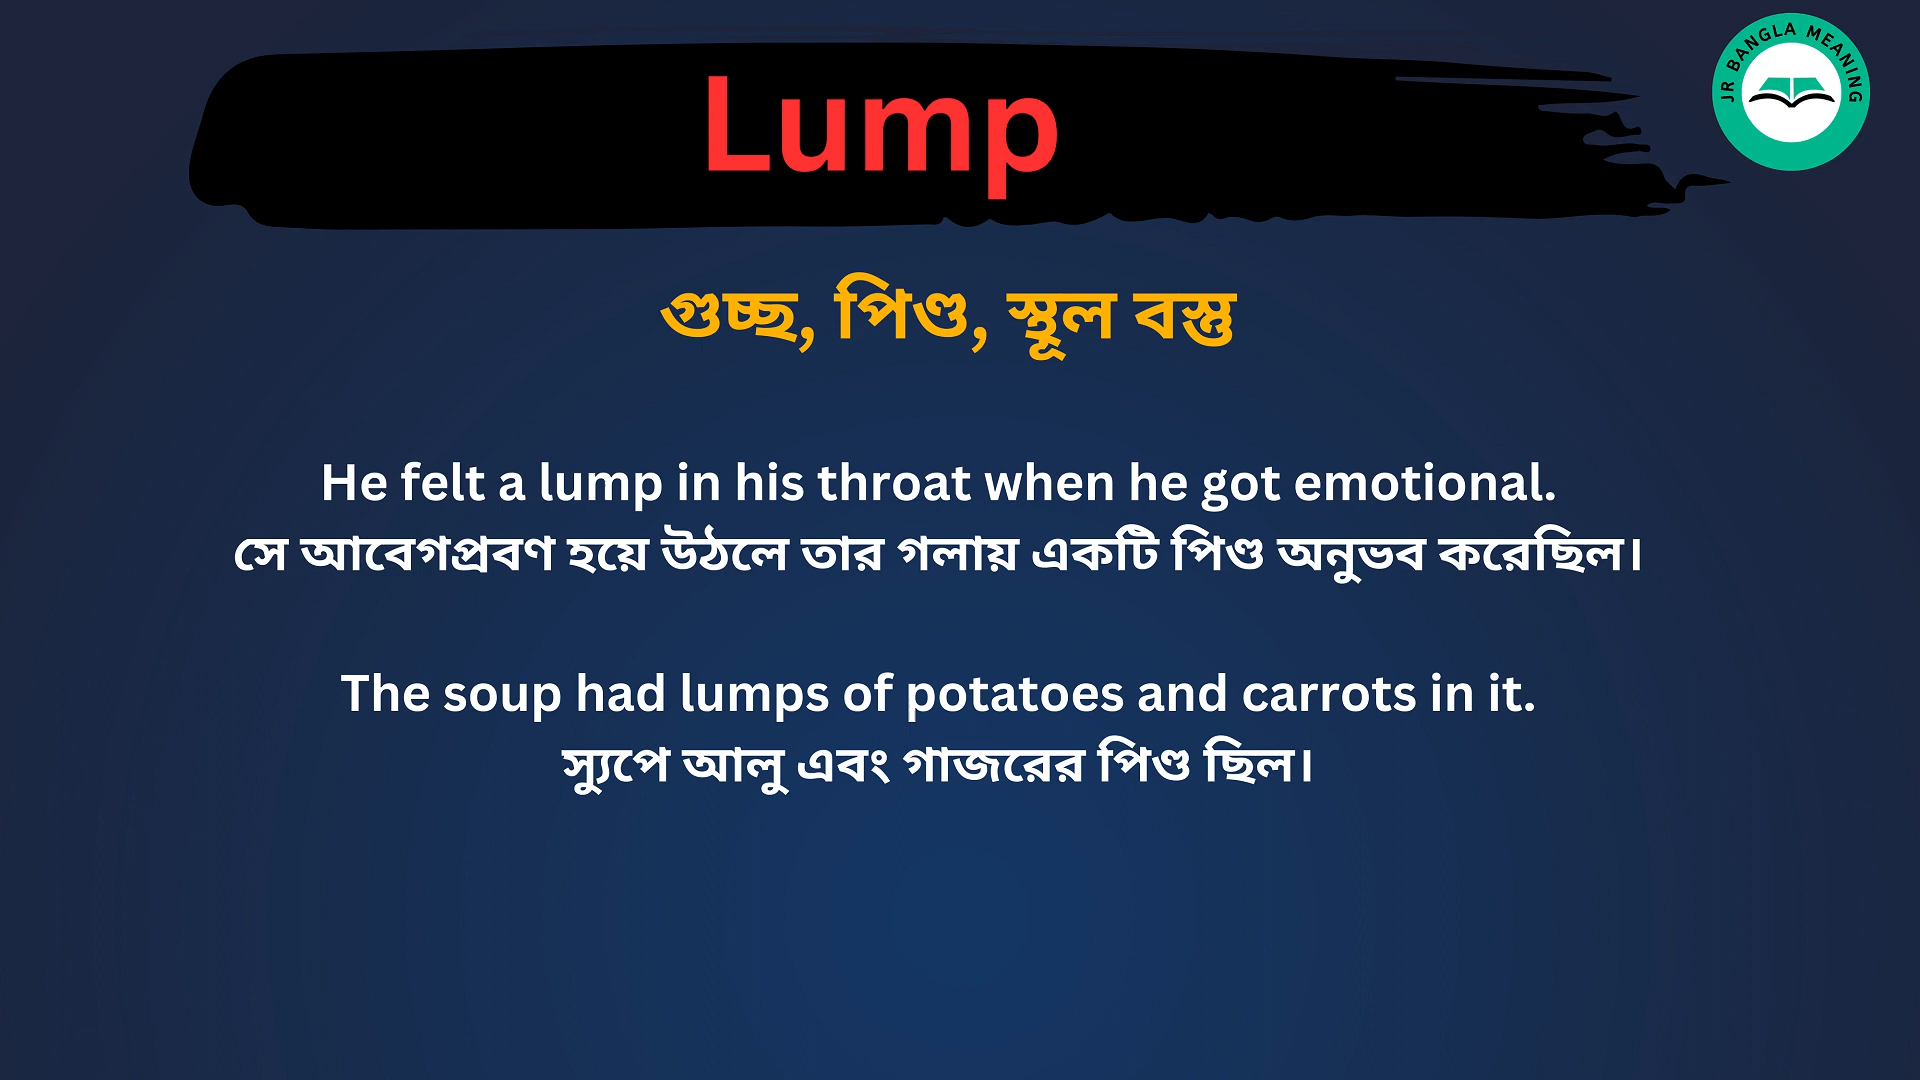 JR BANGLA MEANING
Lump
গুচ্ছ, পিণ্ড, স্থূল বস্তু
He felt a lump in his throat when he got emotional.
সে আবেগপ্রবণ হয়ে উঠলে তার গলায় একটি পিণ্ড অনুভব করেছিল।
The soup had lumps of potatoes and carrots in it.
স্যুপে আলু এবং গাজরের পিণ্ড ছিল।